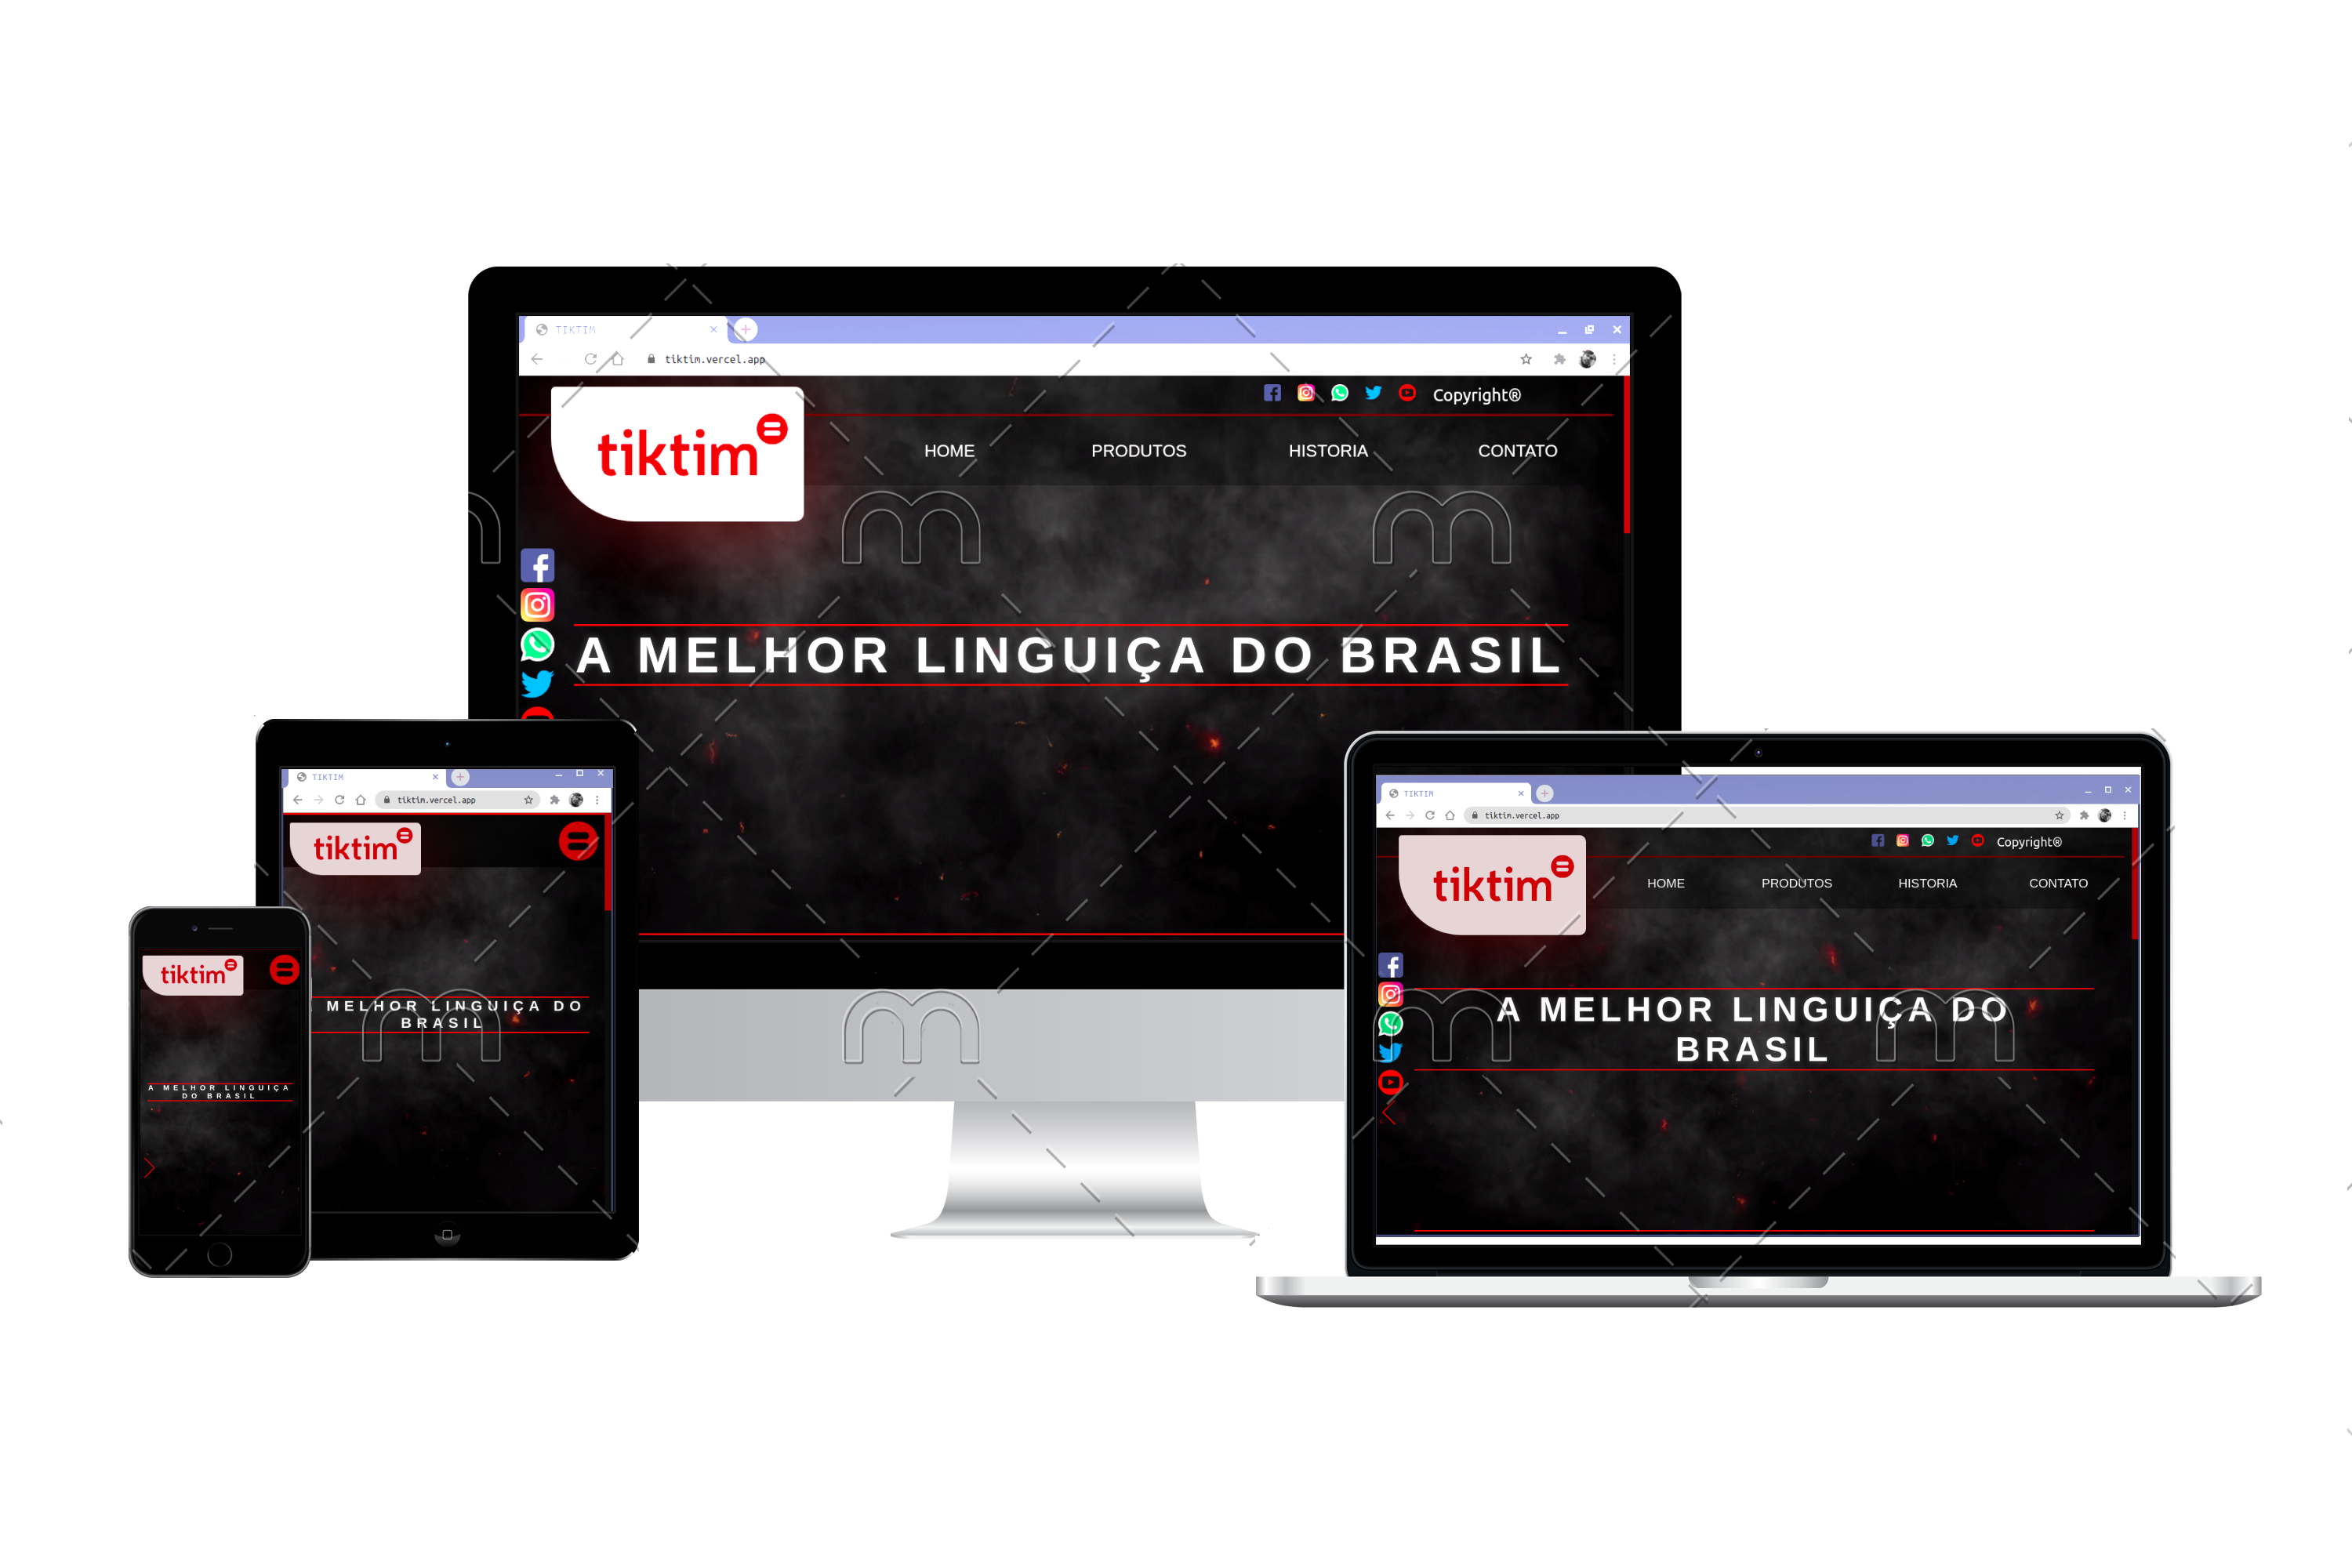 TIKTIM
tiktim.vercel.app
Copyright®
tiktim
HOME PRODUTOS HISTORIA CONTATO
A MELHOR LINGUIÇA DO BRASIL
TIKTIM
tiktim.vercel.app
tiktim
MELHOR LINGUIÇA DO
BRASIL
tiktim
A MELHOR LINGUIÇA
DO BRASIL
TIKTIM
tiktim.vercel.app
Copyright®
tiktim
HOME PRODUTOS HISTORIA CONTATO
A MELHOR LINGUIÇA DO
BRASIL